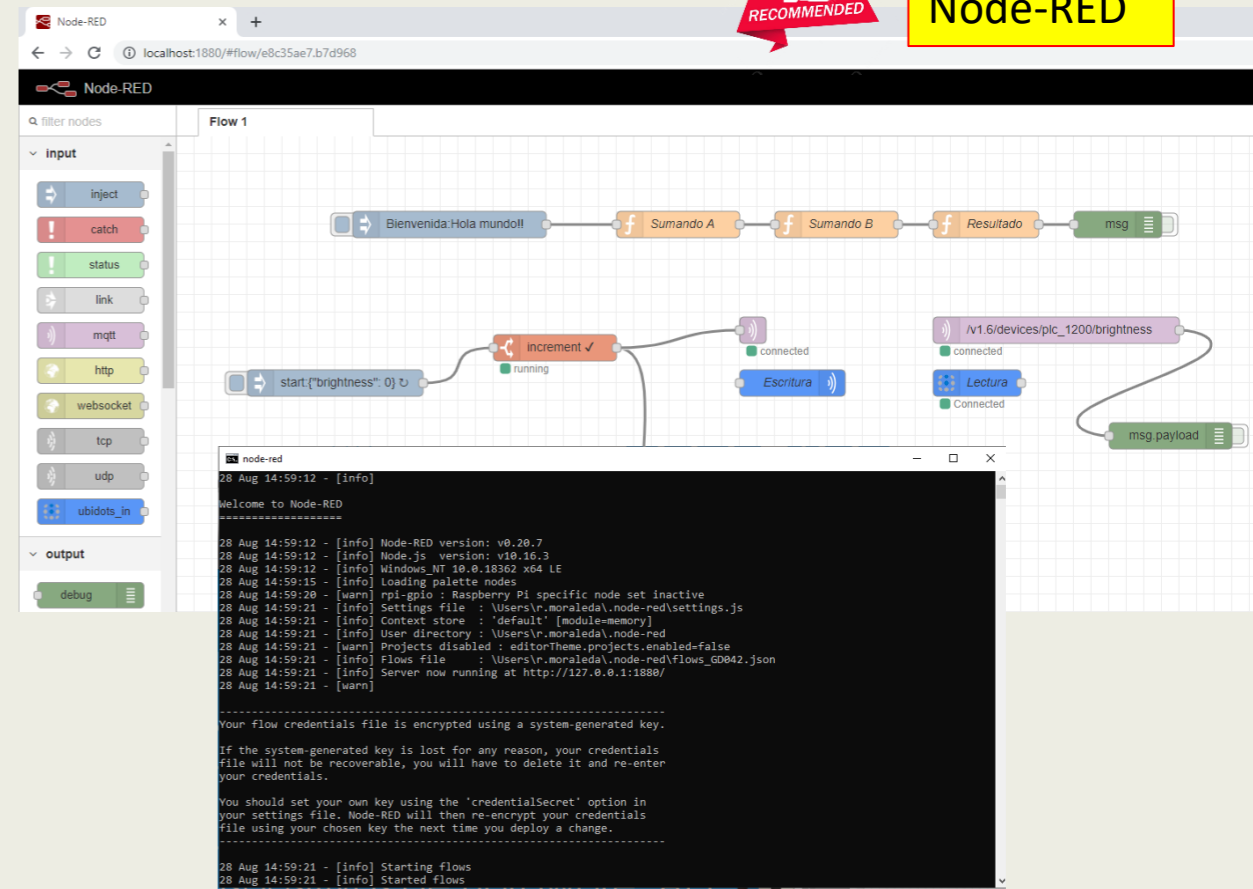 RECOMMENDED
Node-RED
Node-RED
localhost:1880/#flow/e8c35ae7.b7d968
Node-RED
filter nodes
Flow 1
input
inject
catch
status
link
mqtt
http
websocket
tcp
udp
ubidots_in
output
debug
Bienvenida:Hola mundo!!
Sumando A
Sumando B
Resultado
msg
increment ✓
running
start:{"brightness": 0} ↻
connected
Escritura
/v1.6/devices/plc_1200/brightness
connected
Lectura
Connected
msg.payload
node-red
28 Aug 14:59:12 - [info]
Welcome to Node-RED
===================
28 Aug 14:59:12 - [info] Node-RED version: v0.20.7
28 Aug 14:59:12 - [info] Node.js  version: v10.16.3
28 Aug 14:59:12 - [info] Windows_NT 10.0.18362 x64 LE
28 Aug 14:59:15 - [info] Loading palette nodes
28 Aug 14:59:20 - [warn] rpi-gpio : Raspberry Pi specific node set inactive
28 Aug 14:59:21 - [info] Settings file  : \Users\r.moraleda\.node-red\settings.js
28 Aug 14:59:21 - [info] Context store  : 'default' [module=memory]
28 Aug 14:59:21 - [info] User directory : \Users\r.moraleda\.node-red
28 Aug 14:59:21 - [warn] Projects disabled : editorTheme.projects.enabled=false
28 Aug 14:59:21 - [info] Flows file     : \Users\r.moraleda\.node-red\flows_GD042.json
28 Aug 14:59:21 - [info] Server now running at http://127.0.0.1:1880/
28 Aug 14:59:21 - [warn]
---------------------------------------------------------------------
Your flow credentials file is encrypted using a system-generated key.
If the system-generated key is lost for any reason, your credentials
file will not be recoverable, you will have to delete it and re-enter
your credentials.
You should set your own key using the 'credentialSecret' option in
your settings file. Node-RED will then re-encrypt your credentials
file using your chosen key the next time you deploy a change.
---------------------------------------------------------------------
28 Aug 14:59:21 - [info] Starting flows
28 Aug 14:59:21 - [info] Started flows